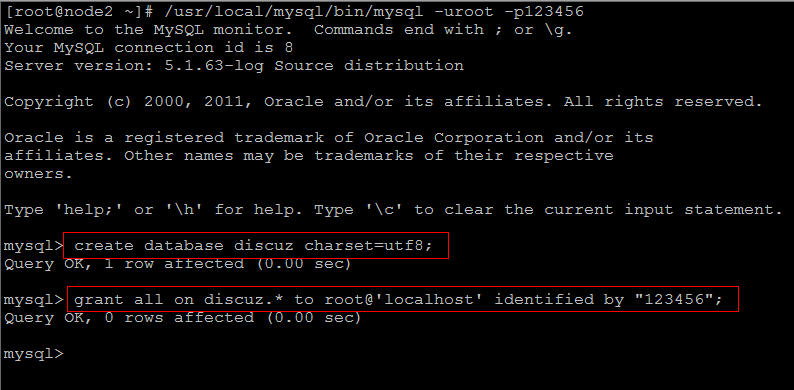 [root@node2 ~]# /usr/local/mysql/bin/mysql -uroot -p123456
Welcome to the MySQL monitor.  Commands end with ; or \g.
Your MySQL connection id is 8
Server version: 5.1.63-log Source distribution
Copyright (c) 2000, 2011, Oracle and/or its affiliates. All rights reserved.
Oracle is a registered trademark of Oracle Corporation and/or its
affiliates. Other names may be trademarks of their respective
owners.
Type 'help;' or '\h' for help. Type '\c' to clear the current input statement.
mysql> create database discuz charset=utf8;
Query OK, 1 row affected (0.00 sec)
mysql> grant all on discuz.* to root@'localhost' identified by "123456";
Query OK, 0 rows affected (0.00 sec)
mysql>